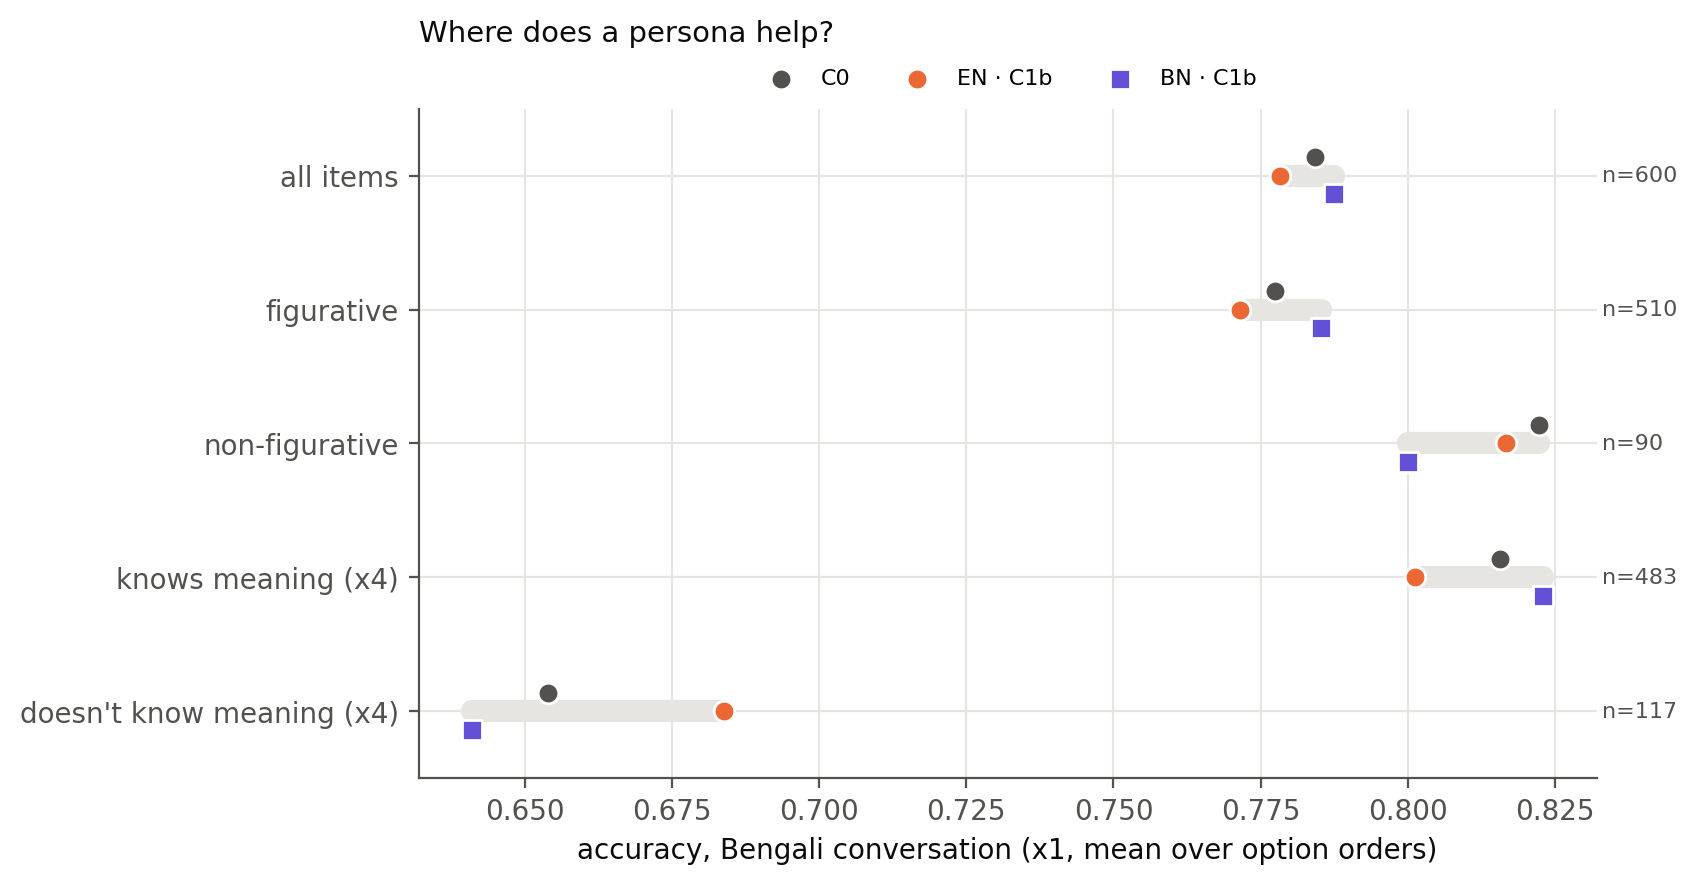 Where does a persona help?
C0 EN · C1b BN · C1b
all items n=600
figurative n=510
non-figurative n=90
knows meaning (x4) n=483
doesn't know meaning (x4) n=117
0.650 0.675 0.700 0.725 0.750 0.775 0.800 0.825
accuracy, Bengali conversation (x1, mean over option orders)